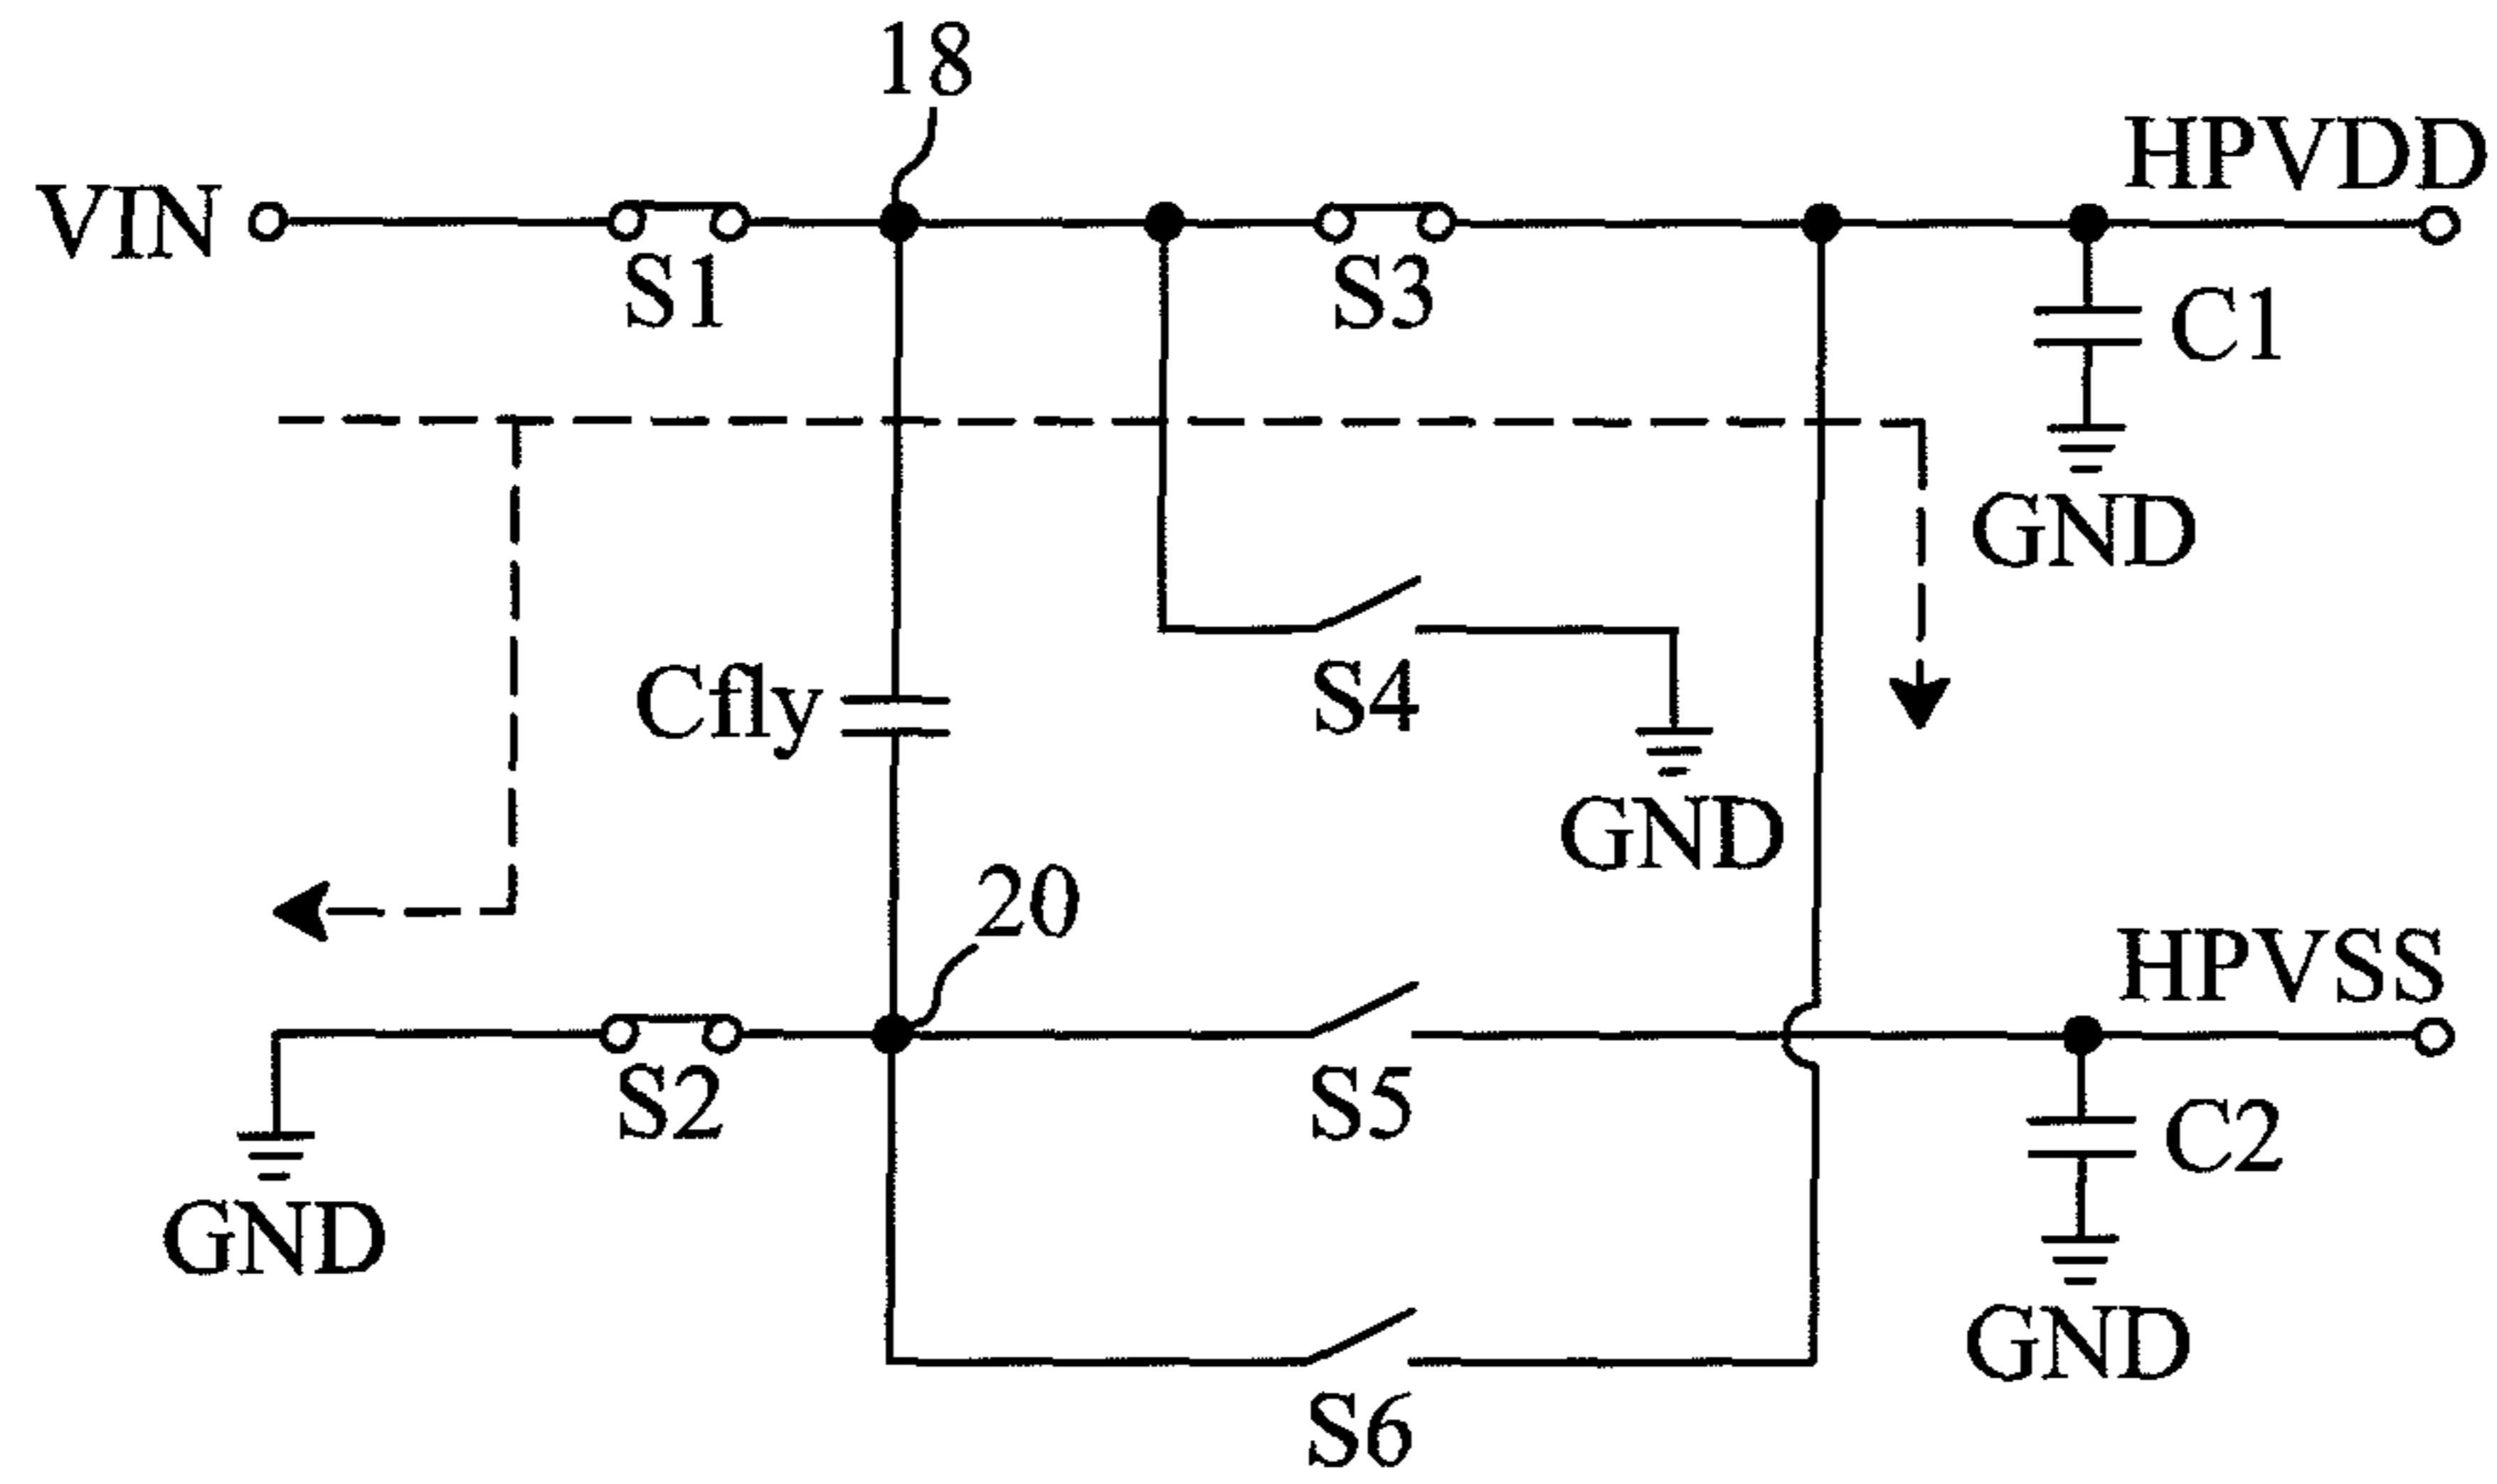 18
HPVDD
VIN
S1
S3
C1
GND
Cfly
S4
GND
20
HPVSS
S2
S5
C2
GND
GND
S6